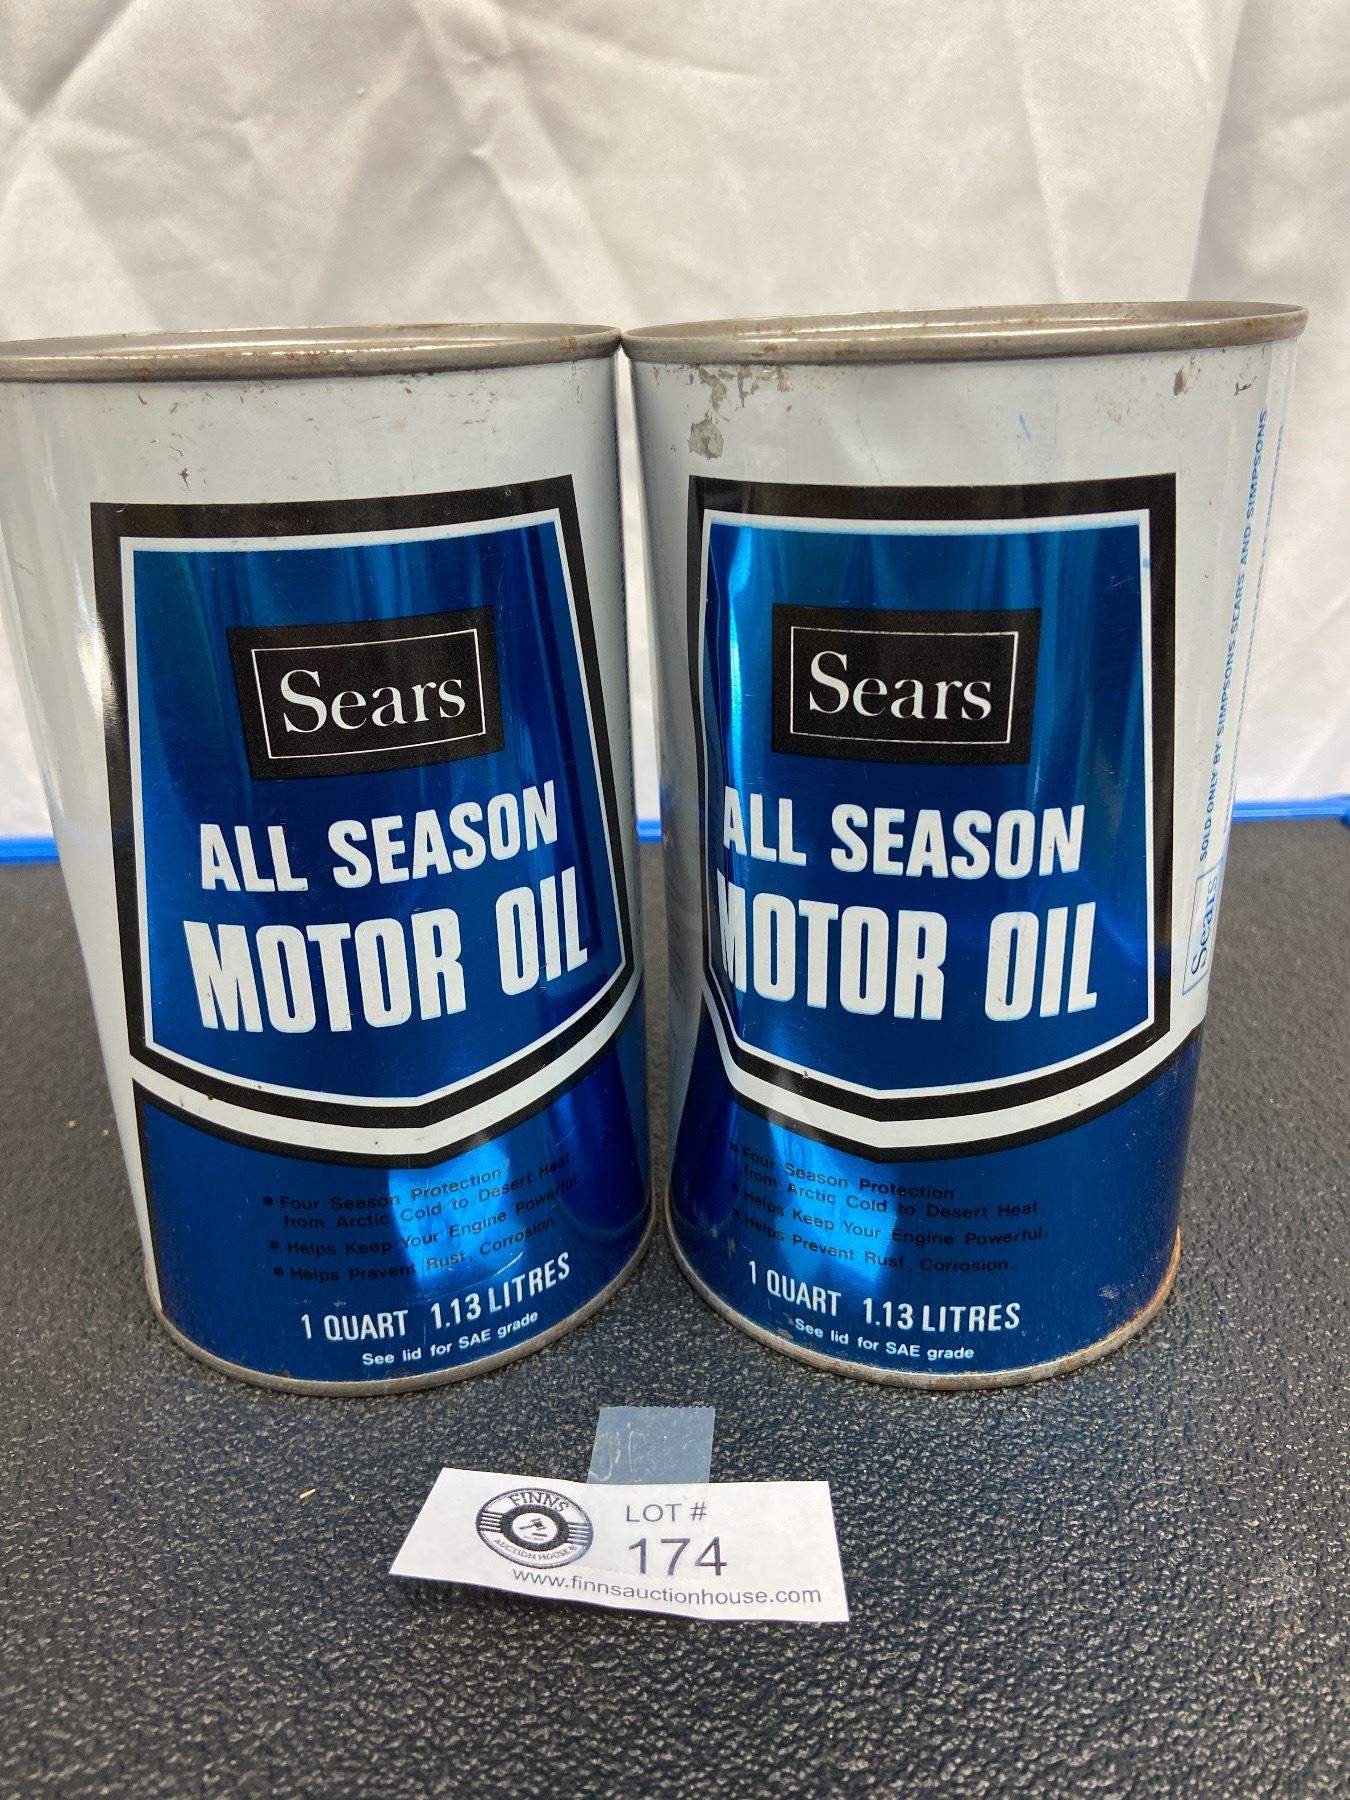 Sears
ALL SEASON
MOTOR OIL
▪ Four Season Protection
from Arctic Cold to Desert Heat.
▪ Helps Keep Your Engine Powerful
▪ Helps Prevent Rust, Corrosion
1 QUART 1.13 LITRES
See lid for SAE grade
Sears
ALL SEASON
MOTOR OIL
▪ Four Season Protection
from Arctic Cold to Desert Heat.
▪ Helps Keep Your Engine Powerful.
▪ Helps Prevent Rust, Corrosion.
1 QUART 1.13 LITRES
See lid for SAE grade
Sears SOLD ONLY BY SIMPSONS-SEARS AND SIMPSONS
FINNS
AUCTION HOUSE
LOT #
174
www.finnsauctionhouse.com